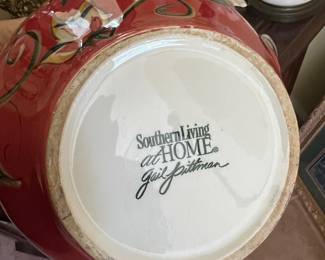 Southern Living
at HOME®
Gail Pittman